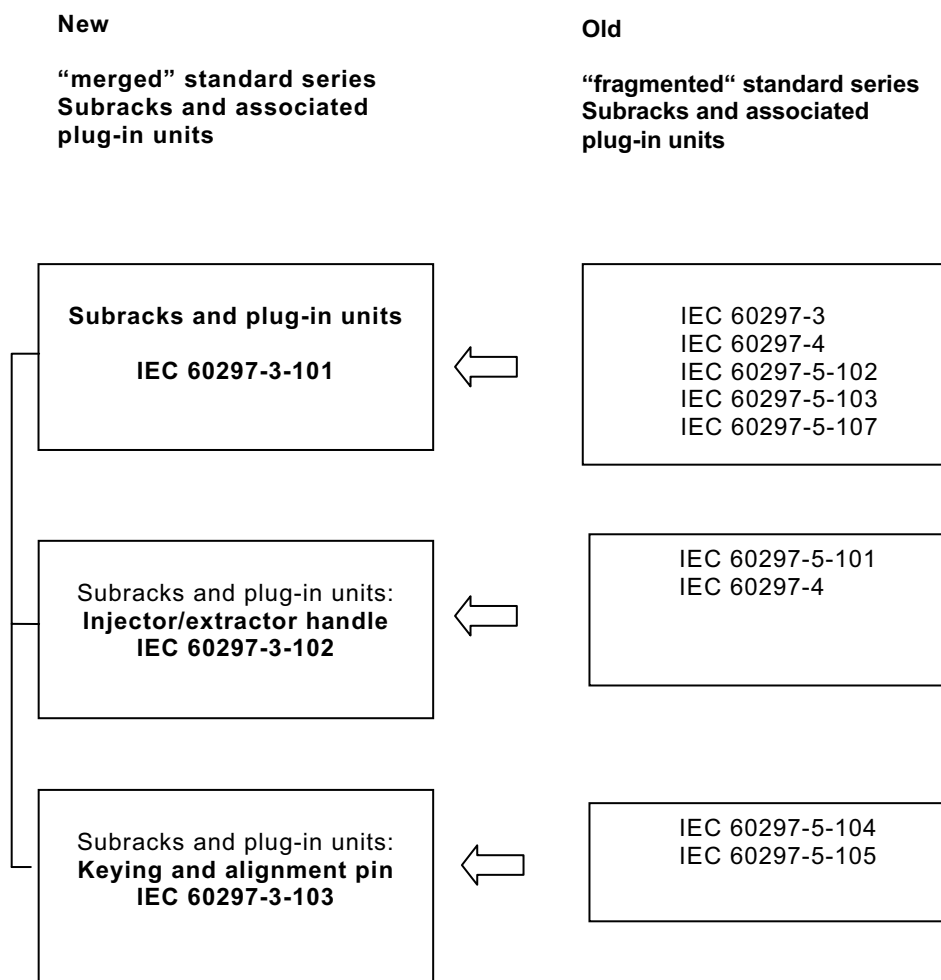 New
“merged” standard series
Subracks and associated
plug-in units
Old
“fragmented“ standard series
Subracks and associated
plug-in units
Subracks and plug-in units
IEC 60297-3-101
IEC 60297-3
IEC 60297-4
IEC 60297-5-102
IEC 60297-5-103
IEC 60297-5-107
Subracks and plug-in units:
Injector/extractor handle
IEC 60297-3-102
IEC 60297-5-101
IEC 60297-4
Subracks and plug-in units:
Keying and alignment pin
IEC 60297-3-103
IEC 60297-5-104
IEC 60297-5-105